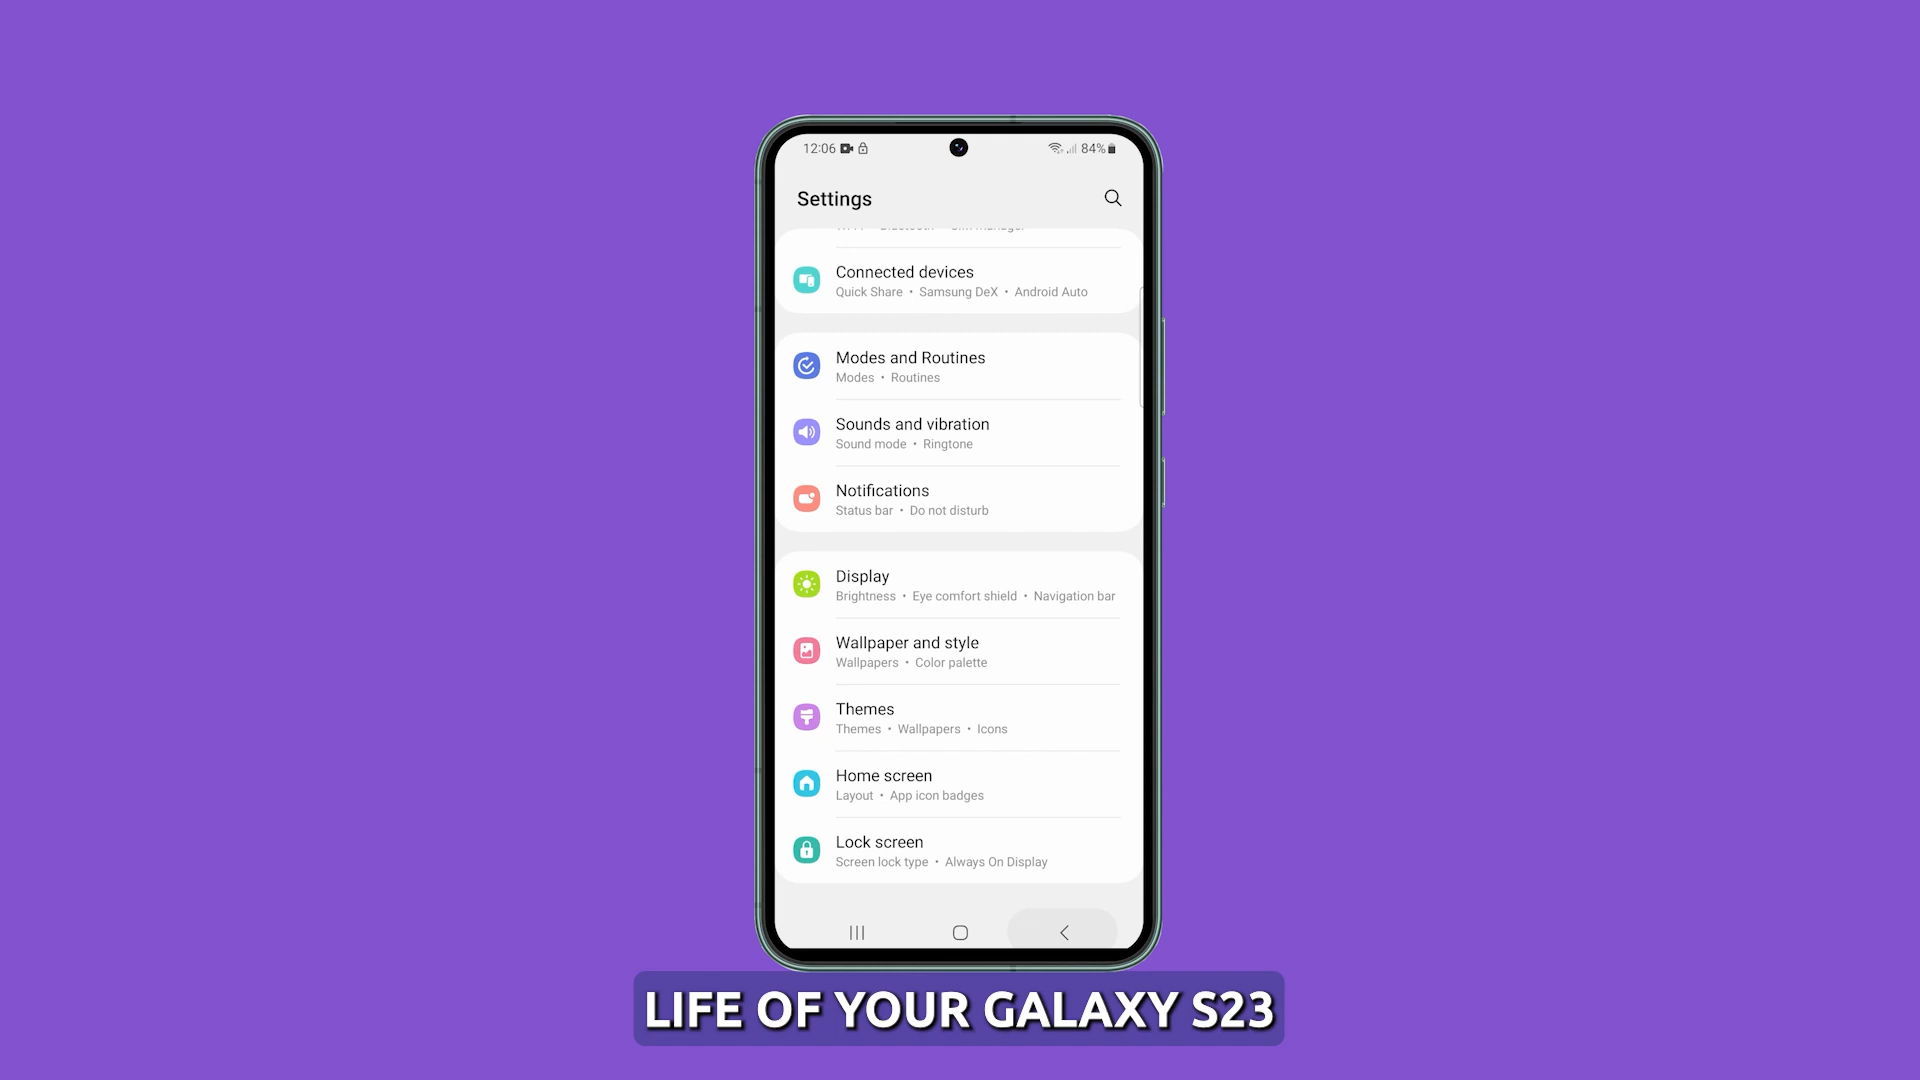 12:06
84%
Settings
Connected devices
Quick Share • Samsung DeX • Android Auto
Modes and Routines
Modes • Routines
Sounds and vibration
Sound mode • Ringtone
Notifications
Status bar • Do not disturb
Display
Brightness • Eye comfort shield • Navigation bar
Wallpaper and style
Wallpapers • Color palette
Themes
Themes • Wallpapers • Icons
Home screen
Layout • App icon badges
Lock screen
Screen lock type • Always On Display
LIFE OF YOUR GALAXY S23